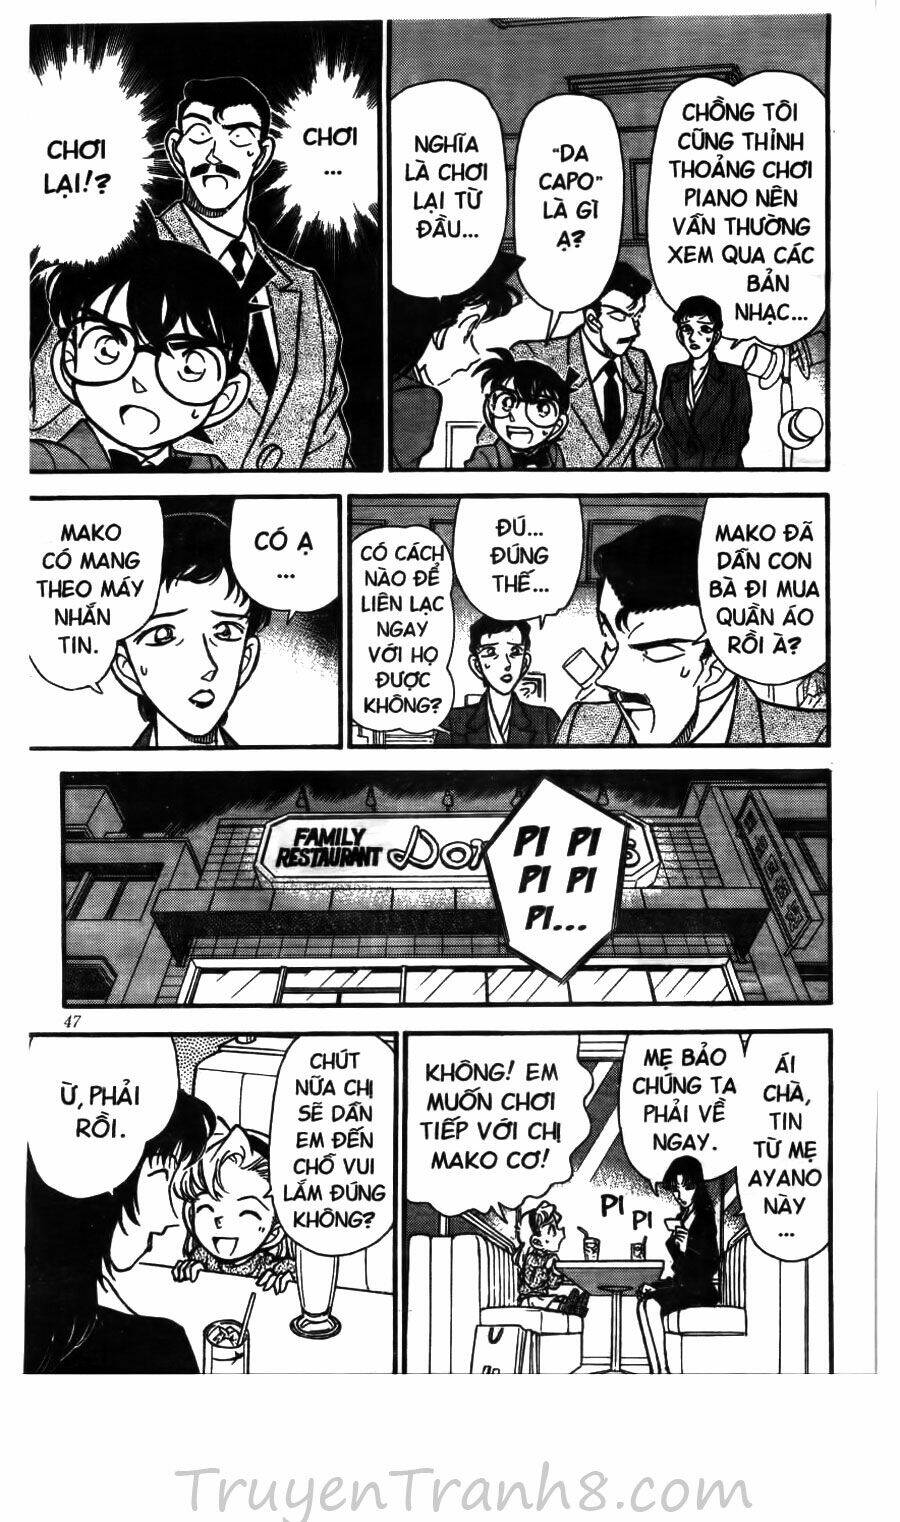 CHỒNG TÔI
CŨNG THỈNH
THOẢNG CHƠI
PIANO NÊN
VẪN THƯỜNG
XEM QUA CÁC
BẢN
NHẠC...
"DA
CAPO"
LÀ GÌ
Ạ?
NGHĨA
LÀ CHƠI
LẠI TỪ
ĐẦU...
CHƠI
...
CHƠI
LẠI!?
MAKO ĐÃ
DẪN CON
BÀ ĐI MUA
QUẦN ÁO
RỒI À?
ĐÚ...
ĐÚNG
THẾ...
CÓ CÁCH
NÀO ĐỂ
LIÊN LẠC
NGAY
VỚI HỌ
ĐƯỢC
KHÔNG?
CÓ Ạ
...
MAKO
CÓ MANG
THEO MÁY
NHẮN
TIN.
FAMILY
RESTAURANT
PI PI
PI PI
PI...
47
ÁI
CHÀ,
TIN
TỪ MẸ
AYANO
NÀY
...
MẸ BẢO
CHÚNG TA
PHẢI VỀ
NGAY.
KHÔNG! EM
MUỐN CHƠI
TIẾP VỚI CHỊ
MAKO CƠ!
PI
PI
CHÚT
NỮA CHỊ
SẼ DẪN
EM ĐẾN
CHỖ VUI
LẮM ĐÚNG
KHÔNG?
Ừ, PHẢI
RỒI.
TruyenTranh8.com